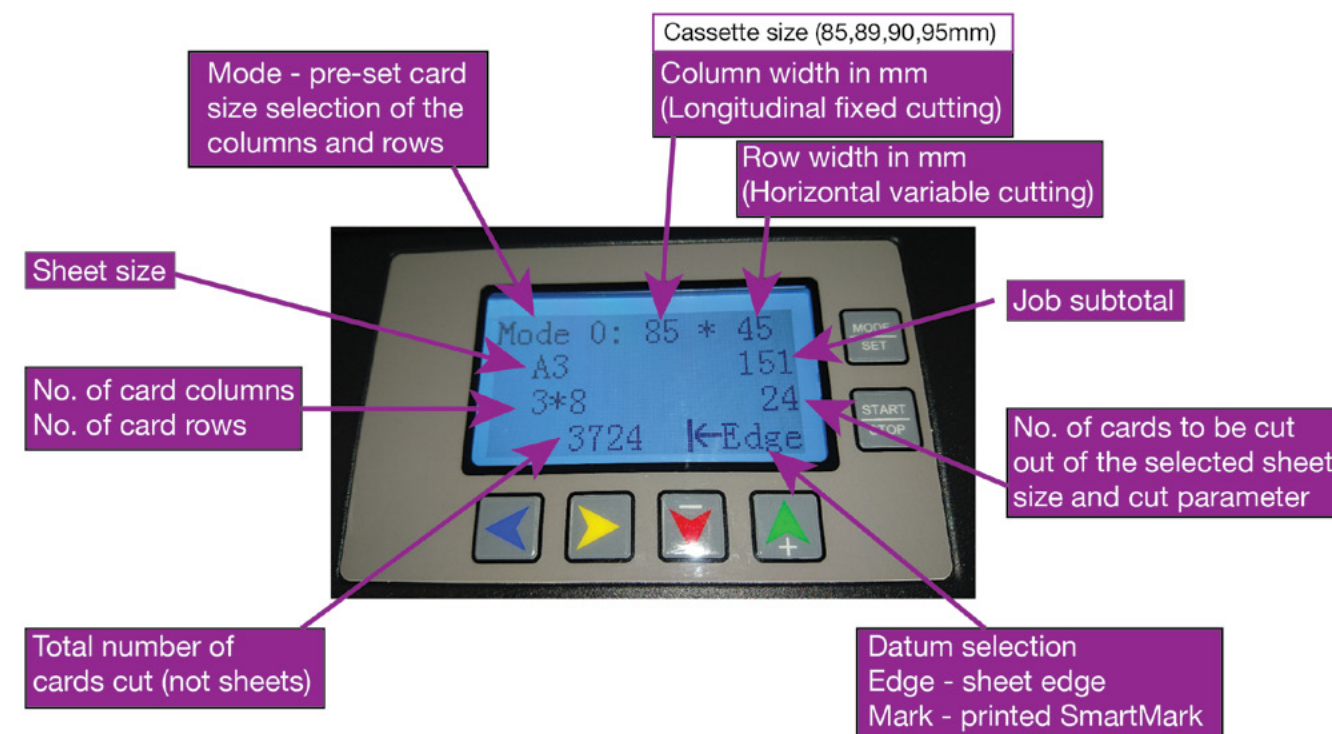 Cassette size (85,89,90,95mm)
Column width in mm
(Longitudinal fixed cutting)
Mode - pre-set card
size selection of the
columns and rows
Row width in mm
(Horizontal variable cutting)
Sheet size
Job subtotal
Mode 0: 85 * 45
A3 151
3*8 24
3724 Edge
MODE
SET
START
STOP
- 
+
No. of card columns
No. of card rows
No. of cards to be cut
out of the selected sheet
size and cut parameter
Total number of
cards cut (not sheets)
Datum selection
Edge - sheet edge
Mark - printed SmartMark